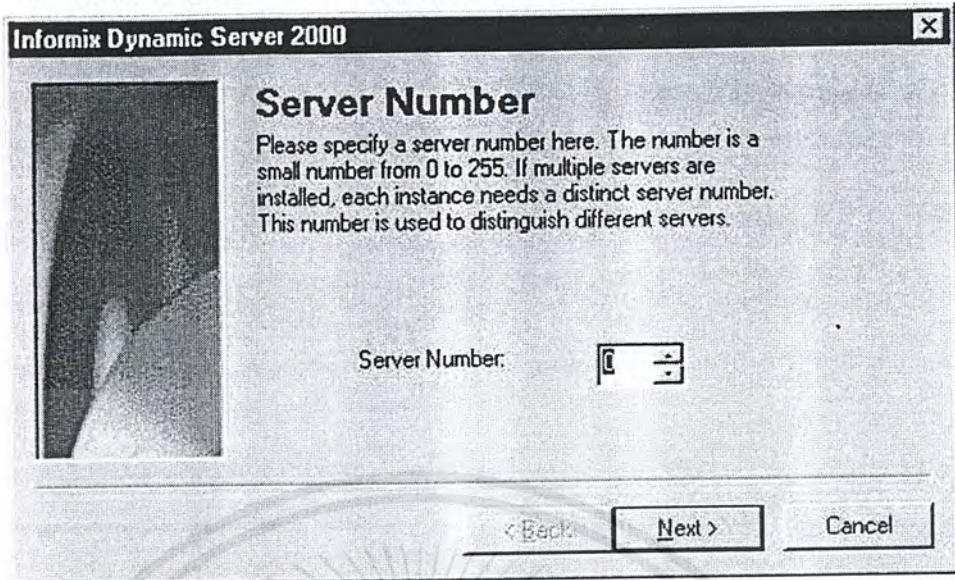 Informix Dynamic Server 2000
Server Number
Please specify a server number here. The number is a
small number from 0 to 255. If multiple servers are
installed, each instance needs a distinct server number.
This number is used to distinguish different servers.
Server Number:
0
< Back
Next >
Cancel